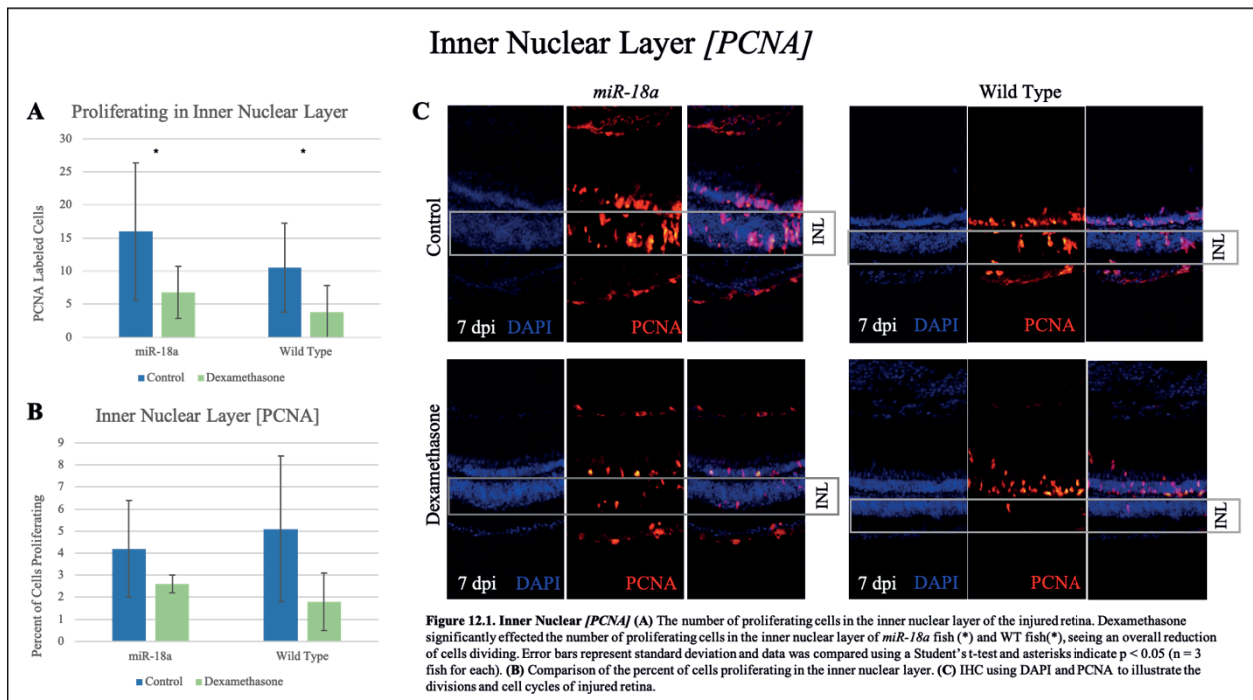 Inner Nuclear Layer [PCNA]
A
Proliferating in Inner Nuclear Layer
30
25
20
15
10
5
0
PCNA Labeled Cells
*
*
miR-18a
Wild Type
Control
Dexamethasone
B
Inner Nuclear Layer [PCNA]
9
8
7
6
5
4
3
2
1
0
Percent of Cells Proliferating
miR-18a
Wild Type
Control
Dexamethasone
C
miR-18a
Wild Type
Control
INL
7 dpi
DAPI
PCNA
INL
7 dpi
DAPI
PCNA
Dexamethasone
INL
7 dpi
DAPI
PCNA
INL
7 dpi
DAPI
PCNA
Figure 12.1. Inner Nuclear [PCNA] (A) The number of proliferating cells in the inner nuclear layer of the injured retina. Dexamethasone
significantly effected the number of proliferating cells in the inner nuclear layer of miR-18a fish (*) and WT fish(*), seeing an overall reduction
of cells dividing. Error bars represent standard deviation and data was compared using a Student's t-test and asterisks indicate p < 0.05 (n = 3
fish for each). (B) Comparison of the percent of cells proliferating in the inner nuclear layer. (C) IHC using DAPI and PCNA to illustrate the
divisions and cell cycles of injured retina.